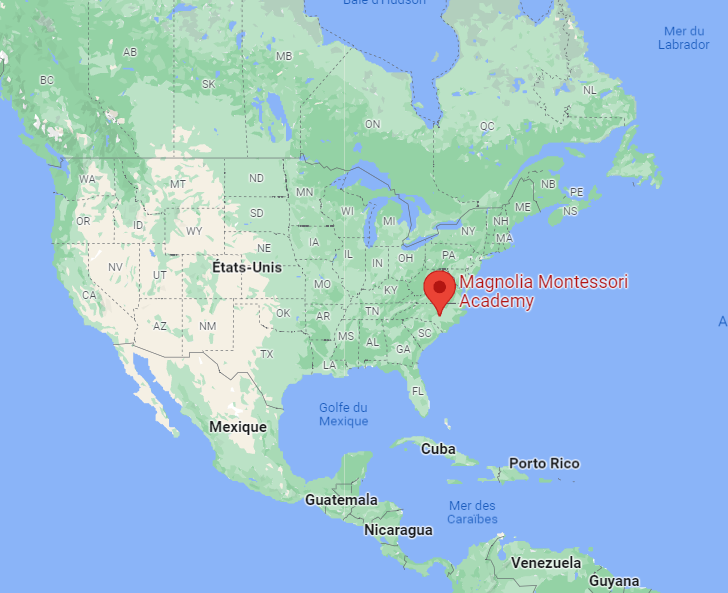 Baie d'Hudson
Mer du
Labrador
AB
MB
BC
SK
NL
ON
QC
WA
MT
ND
MN
NB
PE
ME
NS
OR
ID
SD
WI
MI
NH
WY
NY
MA
NE
IA
PA
NV
UT
États-Unis
IL
IN
OH
CA
MO
KY
Magnolia Montessori
Academy
AZ
NM
OK
AR
TN
SC
MS
AL
GA
TX
LA
FL
Golfe du
Mexique
Mexique
Cuba
Porto Rico
Guatemala
Mer des
Caraïbes
Nicaragua
Venezuela
Guyana
A